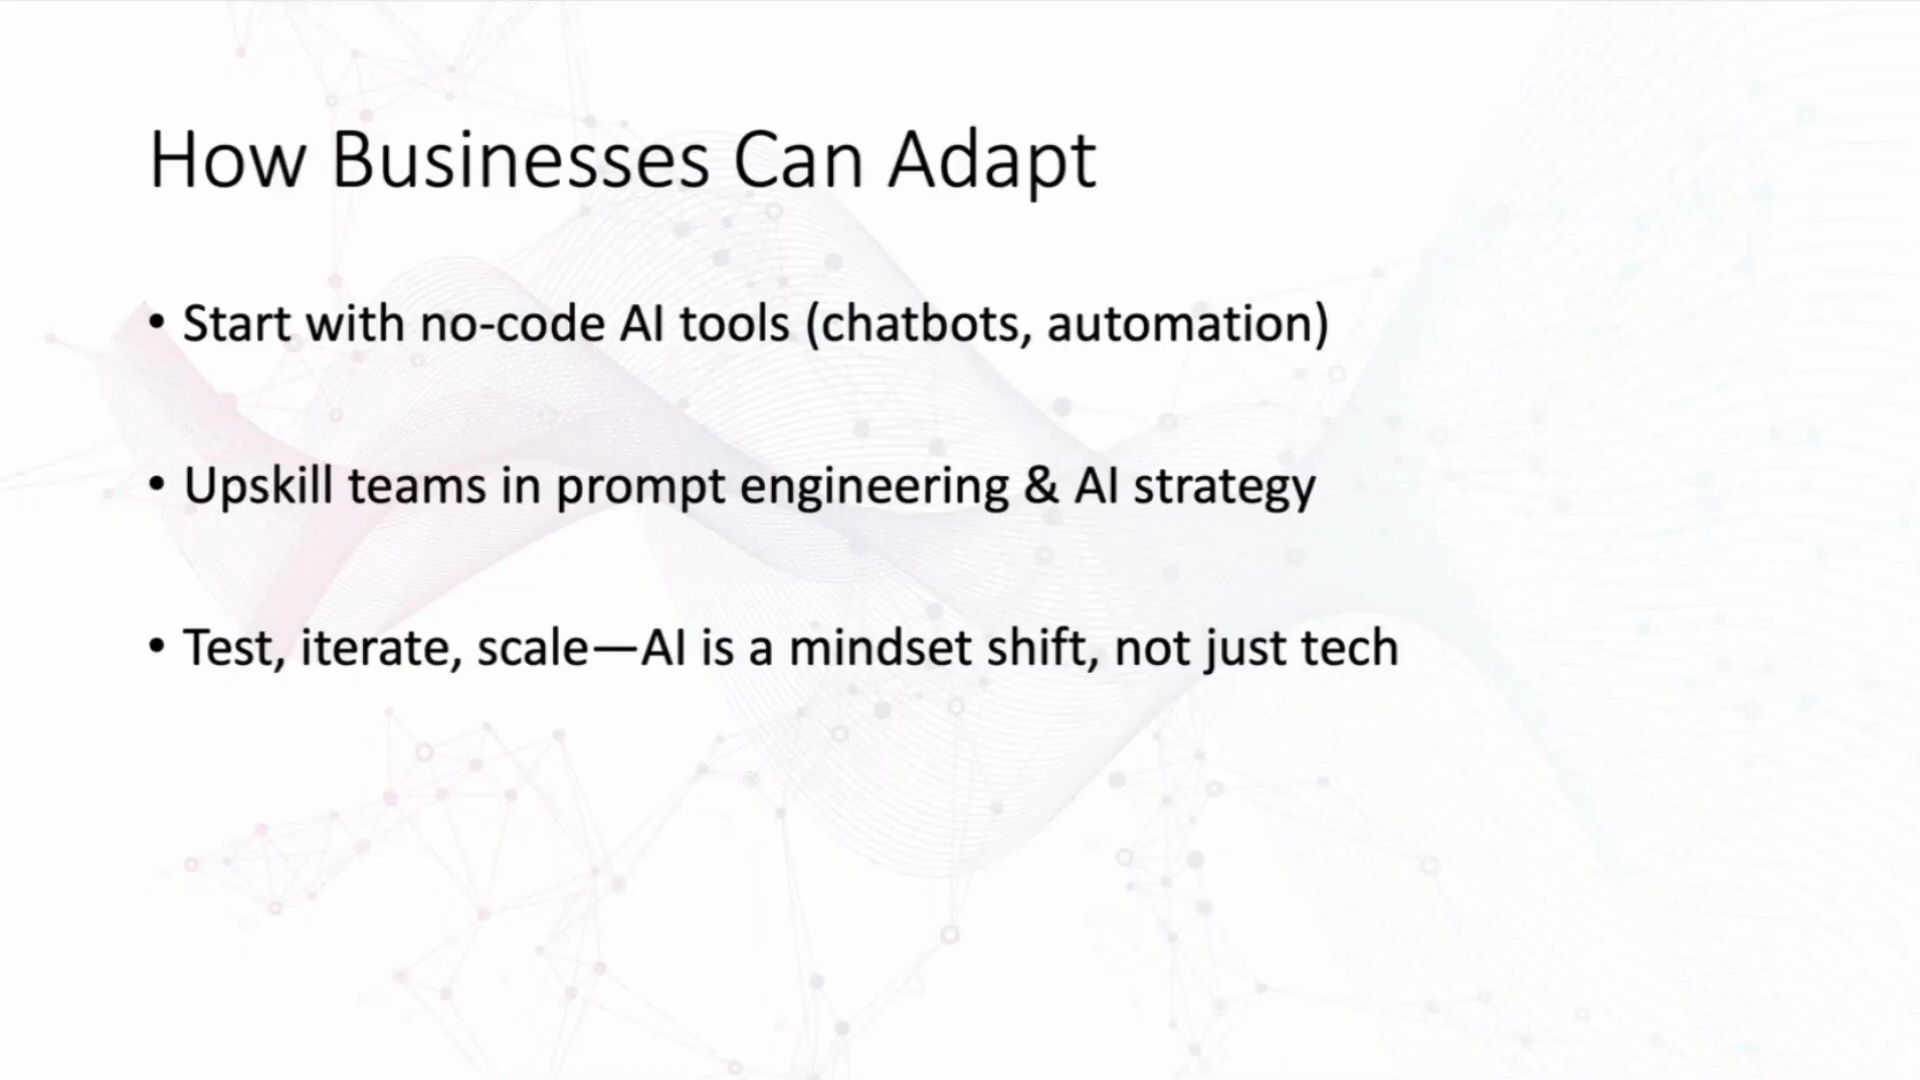 How Businesses Can Adapt
• Start with no-code AI tools (chatbots, automation)
• Upskill teams in prompt engineering & AI strategy
• Test, iterate, scale—AI is a mindset shift, not just tech